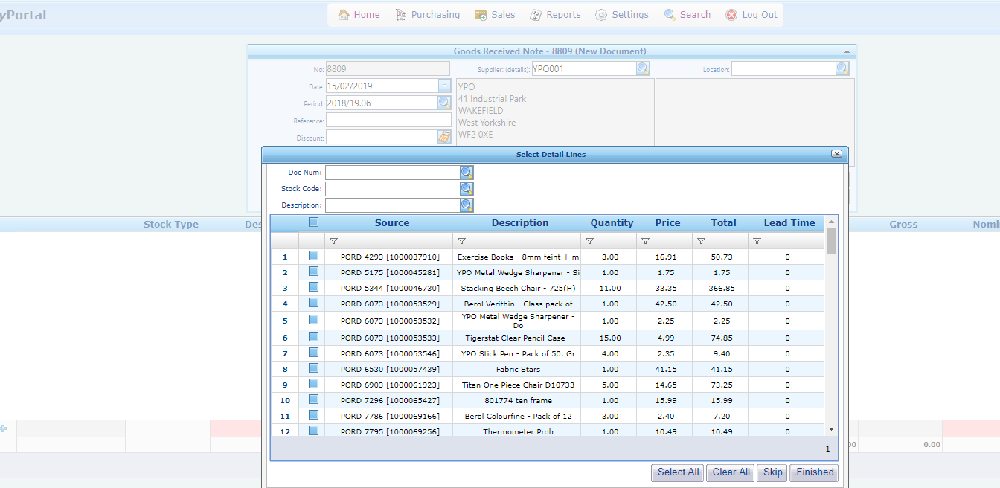 yPortal
Home Purchasing Sales Reports Settings Search Log Out
Goods Received Note - 8809 (New Document)
No: 8809 Supplier: (details): YPO001 Location:
Date: 15/02/2019
Period: 2018/19.06
Reference:
Discount:
YPO
41 Industrial Park
WAKEFIELD
West Yorkshire
WF2 0XE
Stock Type Des Gross Nomi
Select Detail Lines
Doc Num:
Stock Code:
Description:
Source Description Quantity Price Total Lead Time
1 PORD 4293 [1000037910] Exercise Books - 8mm feint + m 3.00 16.91 50.73 0
2 PORD 5175 [1000045281] YPO Metal Wedge Sharpener - Si 1.00 1.75 1.75 0
3 PORD 5344 [1000046730] Stacking Beech Chair - 725(H) 11.00 33.35 366.85 0
4 PORD 6073 [1000053529] Berol Verithin - Class pack of 1.00 42.50 42.50 0
5 PORD 6073 [1000053532] YPO Metal Wedge Sharpener - Do 1.00 2.25 2.25 0
6 PORD 6073 [1000053533] Tigerstat Clear Pencil Case - 15.00 4.99 74.85 0
7 PORD 6073 [1000053546] YPO Stick Pen - Pack of 50. Gr 4.00 2.35 9.40 0
8 PORD 6530 [1000057439] Fabric Stars 1.00 41.15 41.15 0
9 PORD 6903 [1000061923] Titan One Piece Chair D10733 5.00 14.65 73.25 0
10 PORD 7296 [1000065427] 801774 ten frame 1.00 15.99 15.99 0
11 PORD 7786 [1000069166] Berol Colourfine - Pack of 12 3.00 2.40 7.20 0
12 PORD 7795 [1000069256] Thermometer Prob 1.00 10.49 10.49 0
00 0.00
1
Select All Clear All Skip Finished